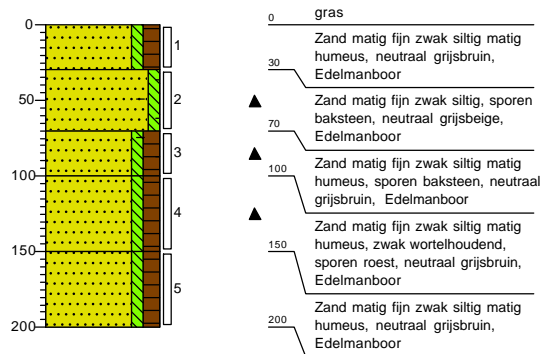 0
50
100
150
200
1
2
3
4
5
0
gras
Zand matig fijn zwak siltig matig
humeus, neutraal grijsbruin,
Edelmanboor
30
Zand matig fijn zwak siltig, sporen
baksteen, neutraal grijsbeige,
Edelmanboor
70
Zand matig fijn zwak siltig matig
humeus, sporen baksteen, neutraal
grijsbruin, Edelmanboor
100
Zand matig fijn zwak siltig matig
humeus, zwak wortelhoudend,
sporen roest, neutraal grijsbruin,
Edelmanboor
150
Zand matig fijn zwak siltig matig
humeus, neutraal grijsbruin,
Edelmanboor
200